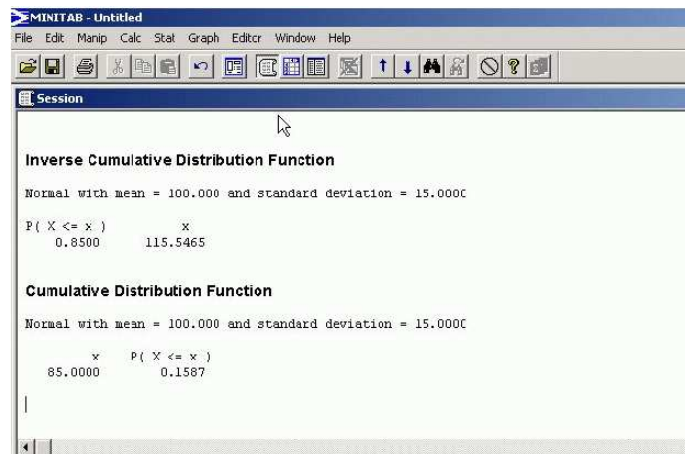 MINITAB - Untitled
File Edit Manip Calc Stat Graph Editor Window Help
Session
Inverse Cumulative Distribution Function
Normal with mean = 100.000 and standard deviation = 15.0000
P( X <= x ) x
0.8500 115.5465
Cumulative Distribution Function
Normal with mean = 100.000 and standard deviation = 15.0000
x P( X <= x )
85.0000 0.1587